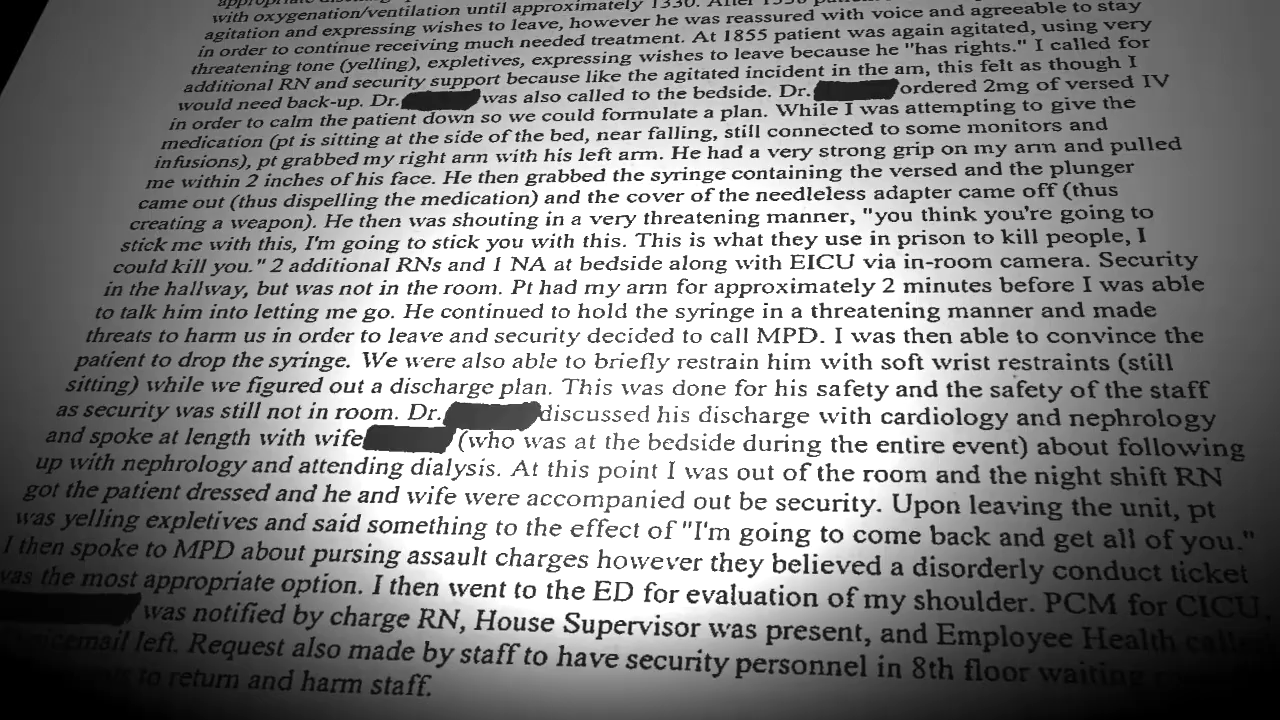 with oxygenation/ventilation until approximately 1330. After 1330
agitation and expressing wishes to leave, however he was reassured with voice and agreeable to stay
in order to continue receiving much needed treatment. At 1855 patient was again agitated, using very
threatening tone (yelling), expletives, expressing wishes to leave because he "has rights." I called for
additional RN and security support because like the agitated incident in the am, this felt as though I
would need back-up. Dr. was also called to the bedside. Dr. ordered 2mg of versed IV
in order to calm the patient down so we could formulate a plan. While I was attempting to give the
medication (pt is sitting at the side of the bed, near falling, still connected to some monitors and
infusions), pt grabbed my right arm with his left arm. He had a very strong grip on my arm and pulled
me within 2 inches of his face. He then grabbed the syringe containing the versed and the plunger
came out (thus dispelling the medication) and the cover of the needleless adapter came off (thus
creating a weapon). He then was shouting in a very threatening manner, "you think you're going to
stick me with this, I'm going to stick you with this. This is what they use in prison to kill people, I
could kill you." 2 additional RNs and 1 NA at bedside along with EICU via in-room camera. Security
in the hallway, but was not in the room. Pt had my arm for approximately 2 minutes before I was able
to talk him into letting me go. He continued to hold the syringe in a threatening manner and made
threats to harm us in order to leave and security decided to call MPD. I was then able to convince the
patient to drop the syringe. We were also able to briefly restrain him with soft wrist restraints (still
sitting) while we figured out a discharge plan. This was done for his safety and the safety of the staff
as security was still not in room. Dr. discussed his discharge with cardiology and nephrology
and spoke at length with wife (who was at the bedside during the entire event) about following
up with nephrology and attending dialysis. At this point I was out of the room and the night shift RN
got the patient dressed and he and wife were accompanied out be security. Upon leaving the unit, pt
was yelling expletives and said something to the effect of "I'm going to come back and get all of you."
I then spoke to MPD about pursing assault charges however they believed a disorderly conduct ticket
was the most appropriate option. I then went to the ED for evaluation of my shoulder. PCM for CICU,
was notified by charge RN, House Supervisor was present, and Employee Health
left. Request also made by staff to have security personnel in 8th floor waiting
to return and harm staff.